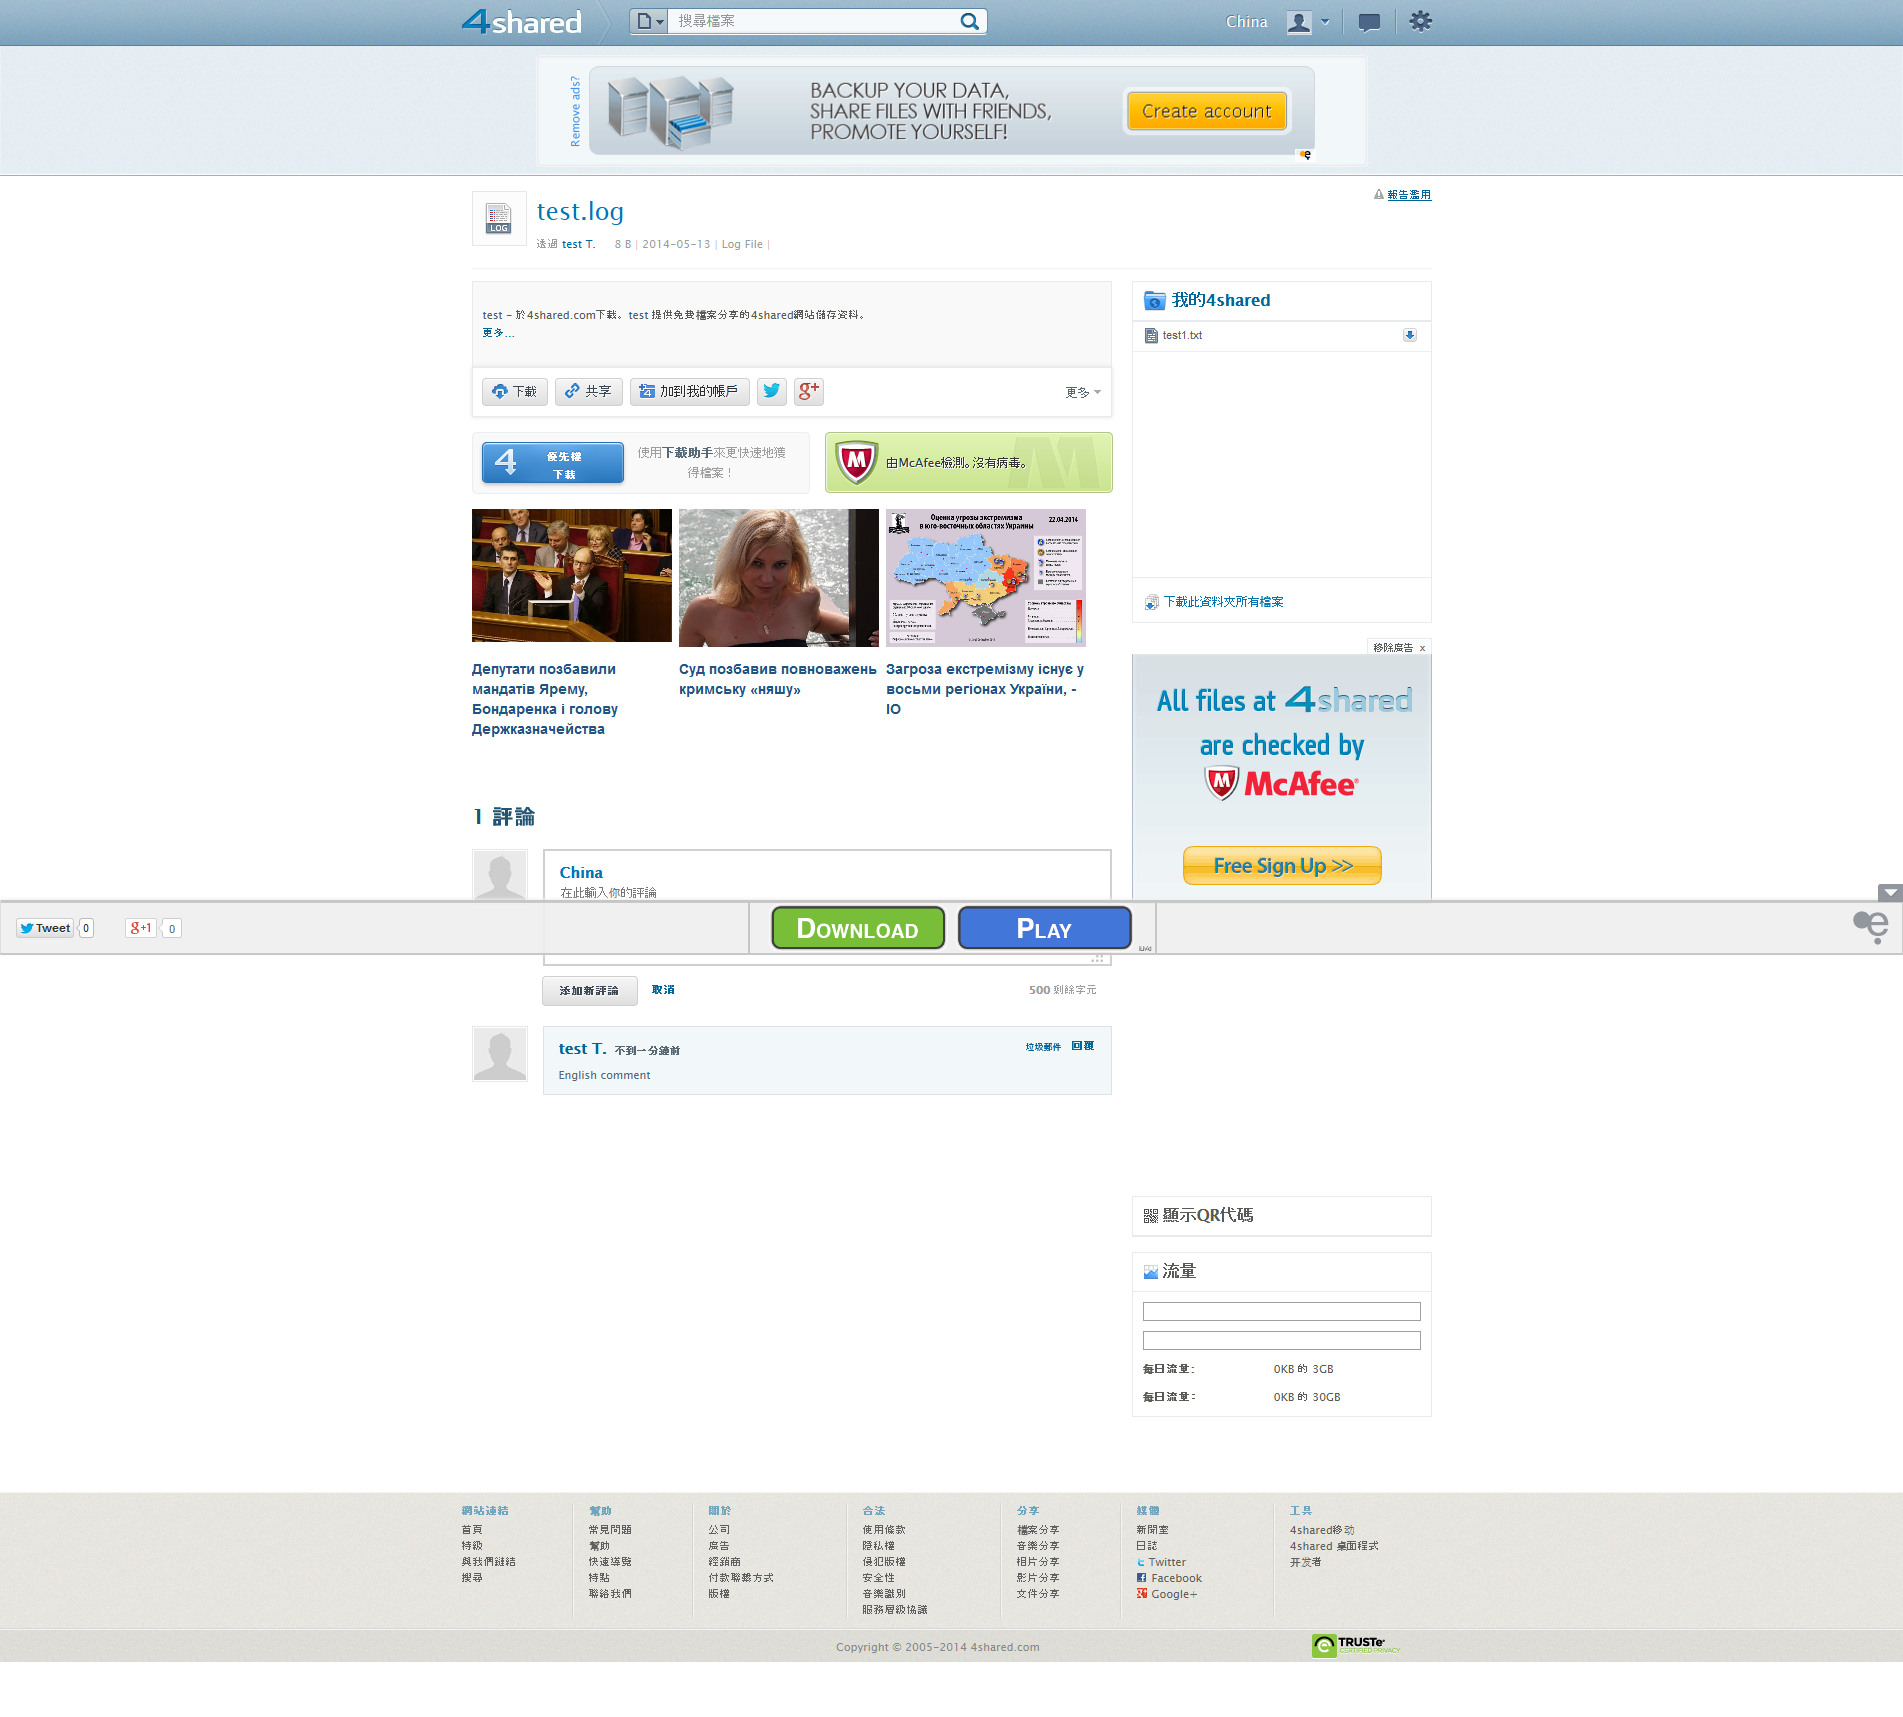 4shared
搜尋檔案
China
Remove ads?
BACKUP YOUR DATA,
SHARE FILES WITH FRIENDS,
PROMOTE YOURSELF!
Create account
test.log
LOG
透過 test T. 8 B | 2014-05-13 | Log File |
報告濫用
test - 於4shared.com下載。test 提供免費檔案分享的4shared網站儲存資料。
更多...
下載
共享
加到我的帳戶
更多
4
優先檔
下載
使用下載助手來更快速地獲
得檔案！
由McAfee檢測。沒有病毒。
我的4shared
test1.txt
下載此資料夾所有檔案
Оценка угрозы экстремизма
в юго-восточных областях Украины
22.04.2014
Депутати позбавили
мандатів Ярему,
Бондаренка і голову
Держказначейства
Суд позбавив повноважень
кримську «няшу»
Загроза екстремізму існує у
восьми регіонах України, -
ІО
移除廣告 x
All files at 4shared
are checked by
McAfee
Free Sign Up >>
1 評論
China
在此輸入你的評論
Tweet 0
g+1 0
DOWNLOAD
PLAY
添加新評論
取消
500 剩餘字元
test T. 不到一分鐘前
垃圾郵件 回覆
English comment
顯示QR代碼
流量
每日流量: 0KB 的 3GB
每日流量: 0KB 的 30GB
網站連結
首頁
特級
與我們鏈結
搜尋
幫助
常見問題
幫助
快速導覽
特點
聯絡我們
關於
公司
廣告
經銷商
付款聯繫方式
版權
合法
使用條款
隱私權
侵犯版權
安全性
音樂識別
服務層級協議
分享
檔案分享
音樂分享
相片分享
影片分享
文件分享
媒體
新聞室
日誌
Twitter
Facebook
Google+
工具
4shared移动
4shared 桌面程式
开发者
Copyright © 2005-2014 4shared.com
TRUSTe
CERTIFIED PRIVACY